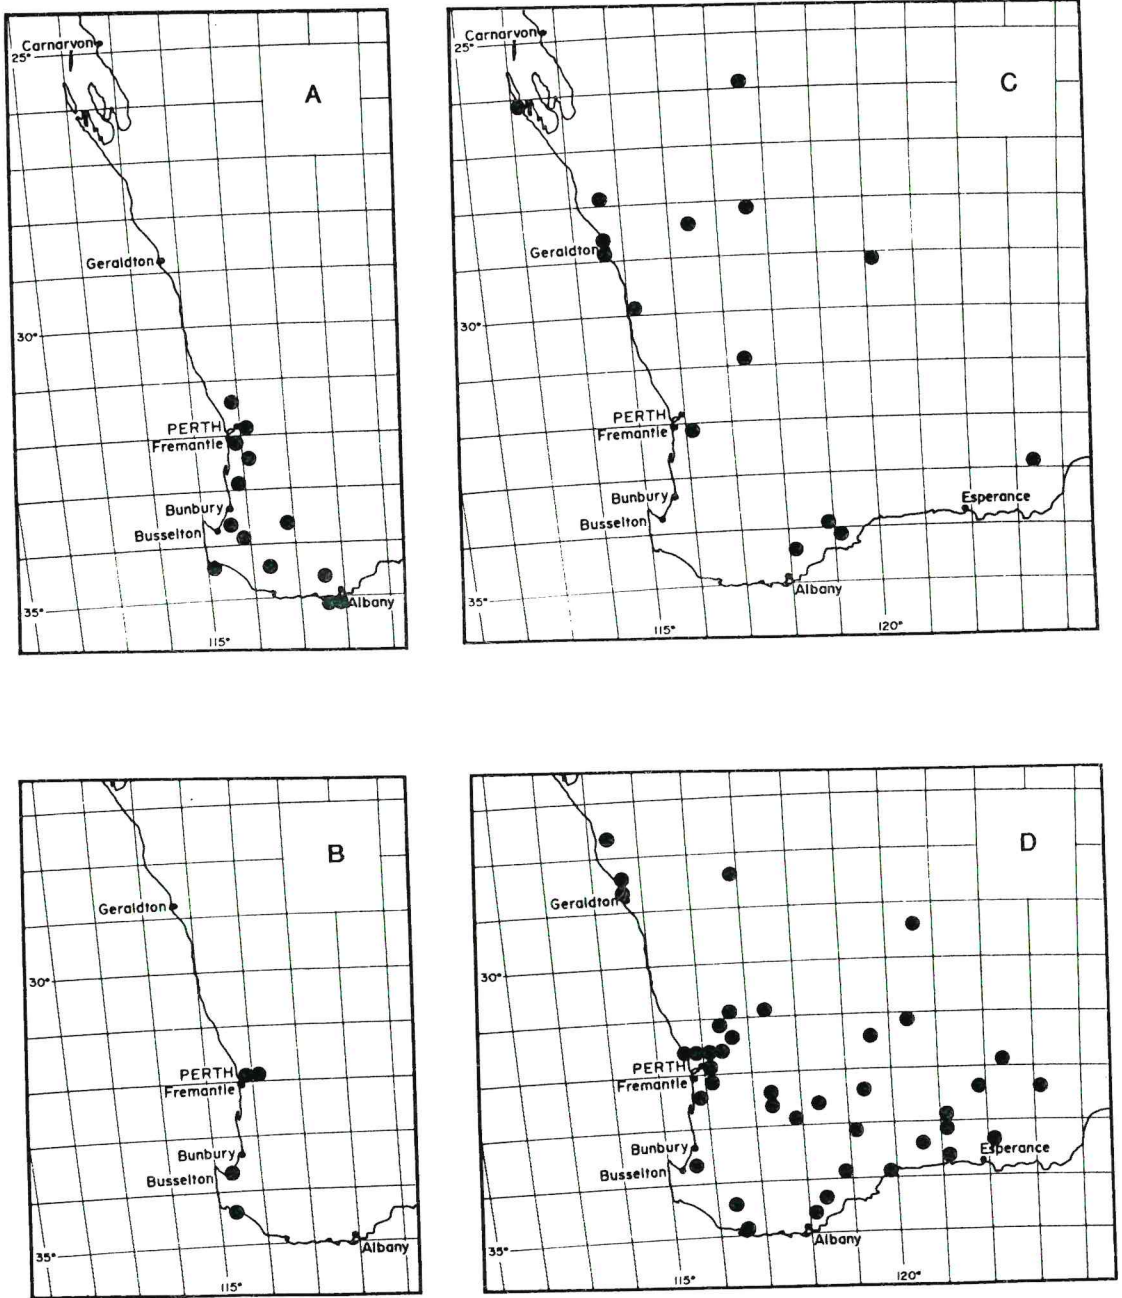 Carnarvon
25°
A
Geraldton
30°
PERTH
Fremantle
Bunbury
Busselton
Albany
35°
115°
Carnarvon
25°
C
Geraldton
30°
PERTH
Fremantle
Bunbury
Busselton
Esperance
Albany
35°
115°
120°
B
Geraldton
30°
PERTH
Fremantle
Bunbury
Busselton
Albany
35°
115°
D
Geraldton
30°
PERTH
Fremantle
Bunbury
Busselton
Esperance
Albany
35°
115°
120°